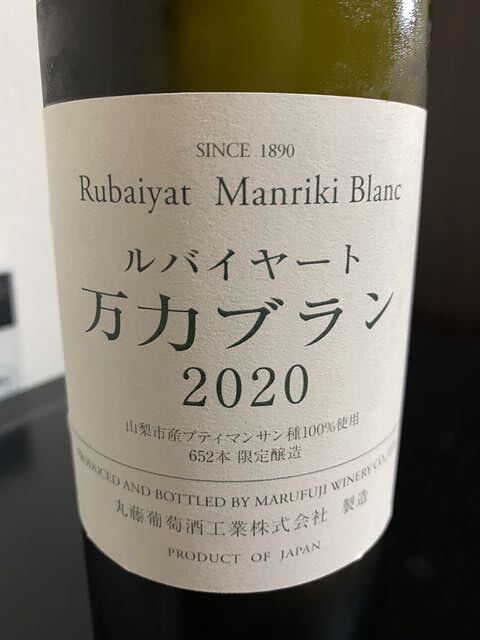 SINCE 1890
Rubaiyat Manriki Blanc
ルバイヤート
万力ブラン
2020
山梨市産プティマンサン種100%使用
652本 限定醸造
PRODUCED AND BOTTLED BY MARUFUJI WINERY CO.,
丸藤葡萄酒工業株式会社 製造
PRODUCT OF JAPAN